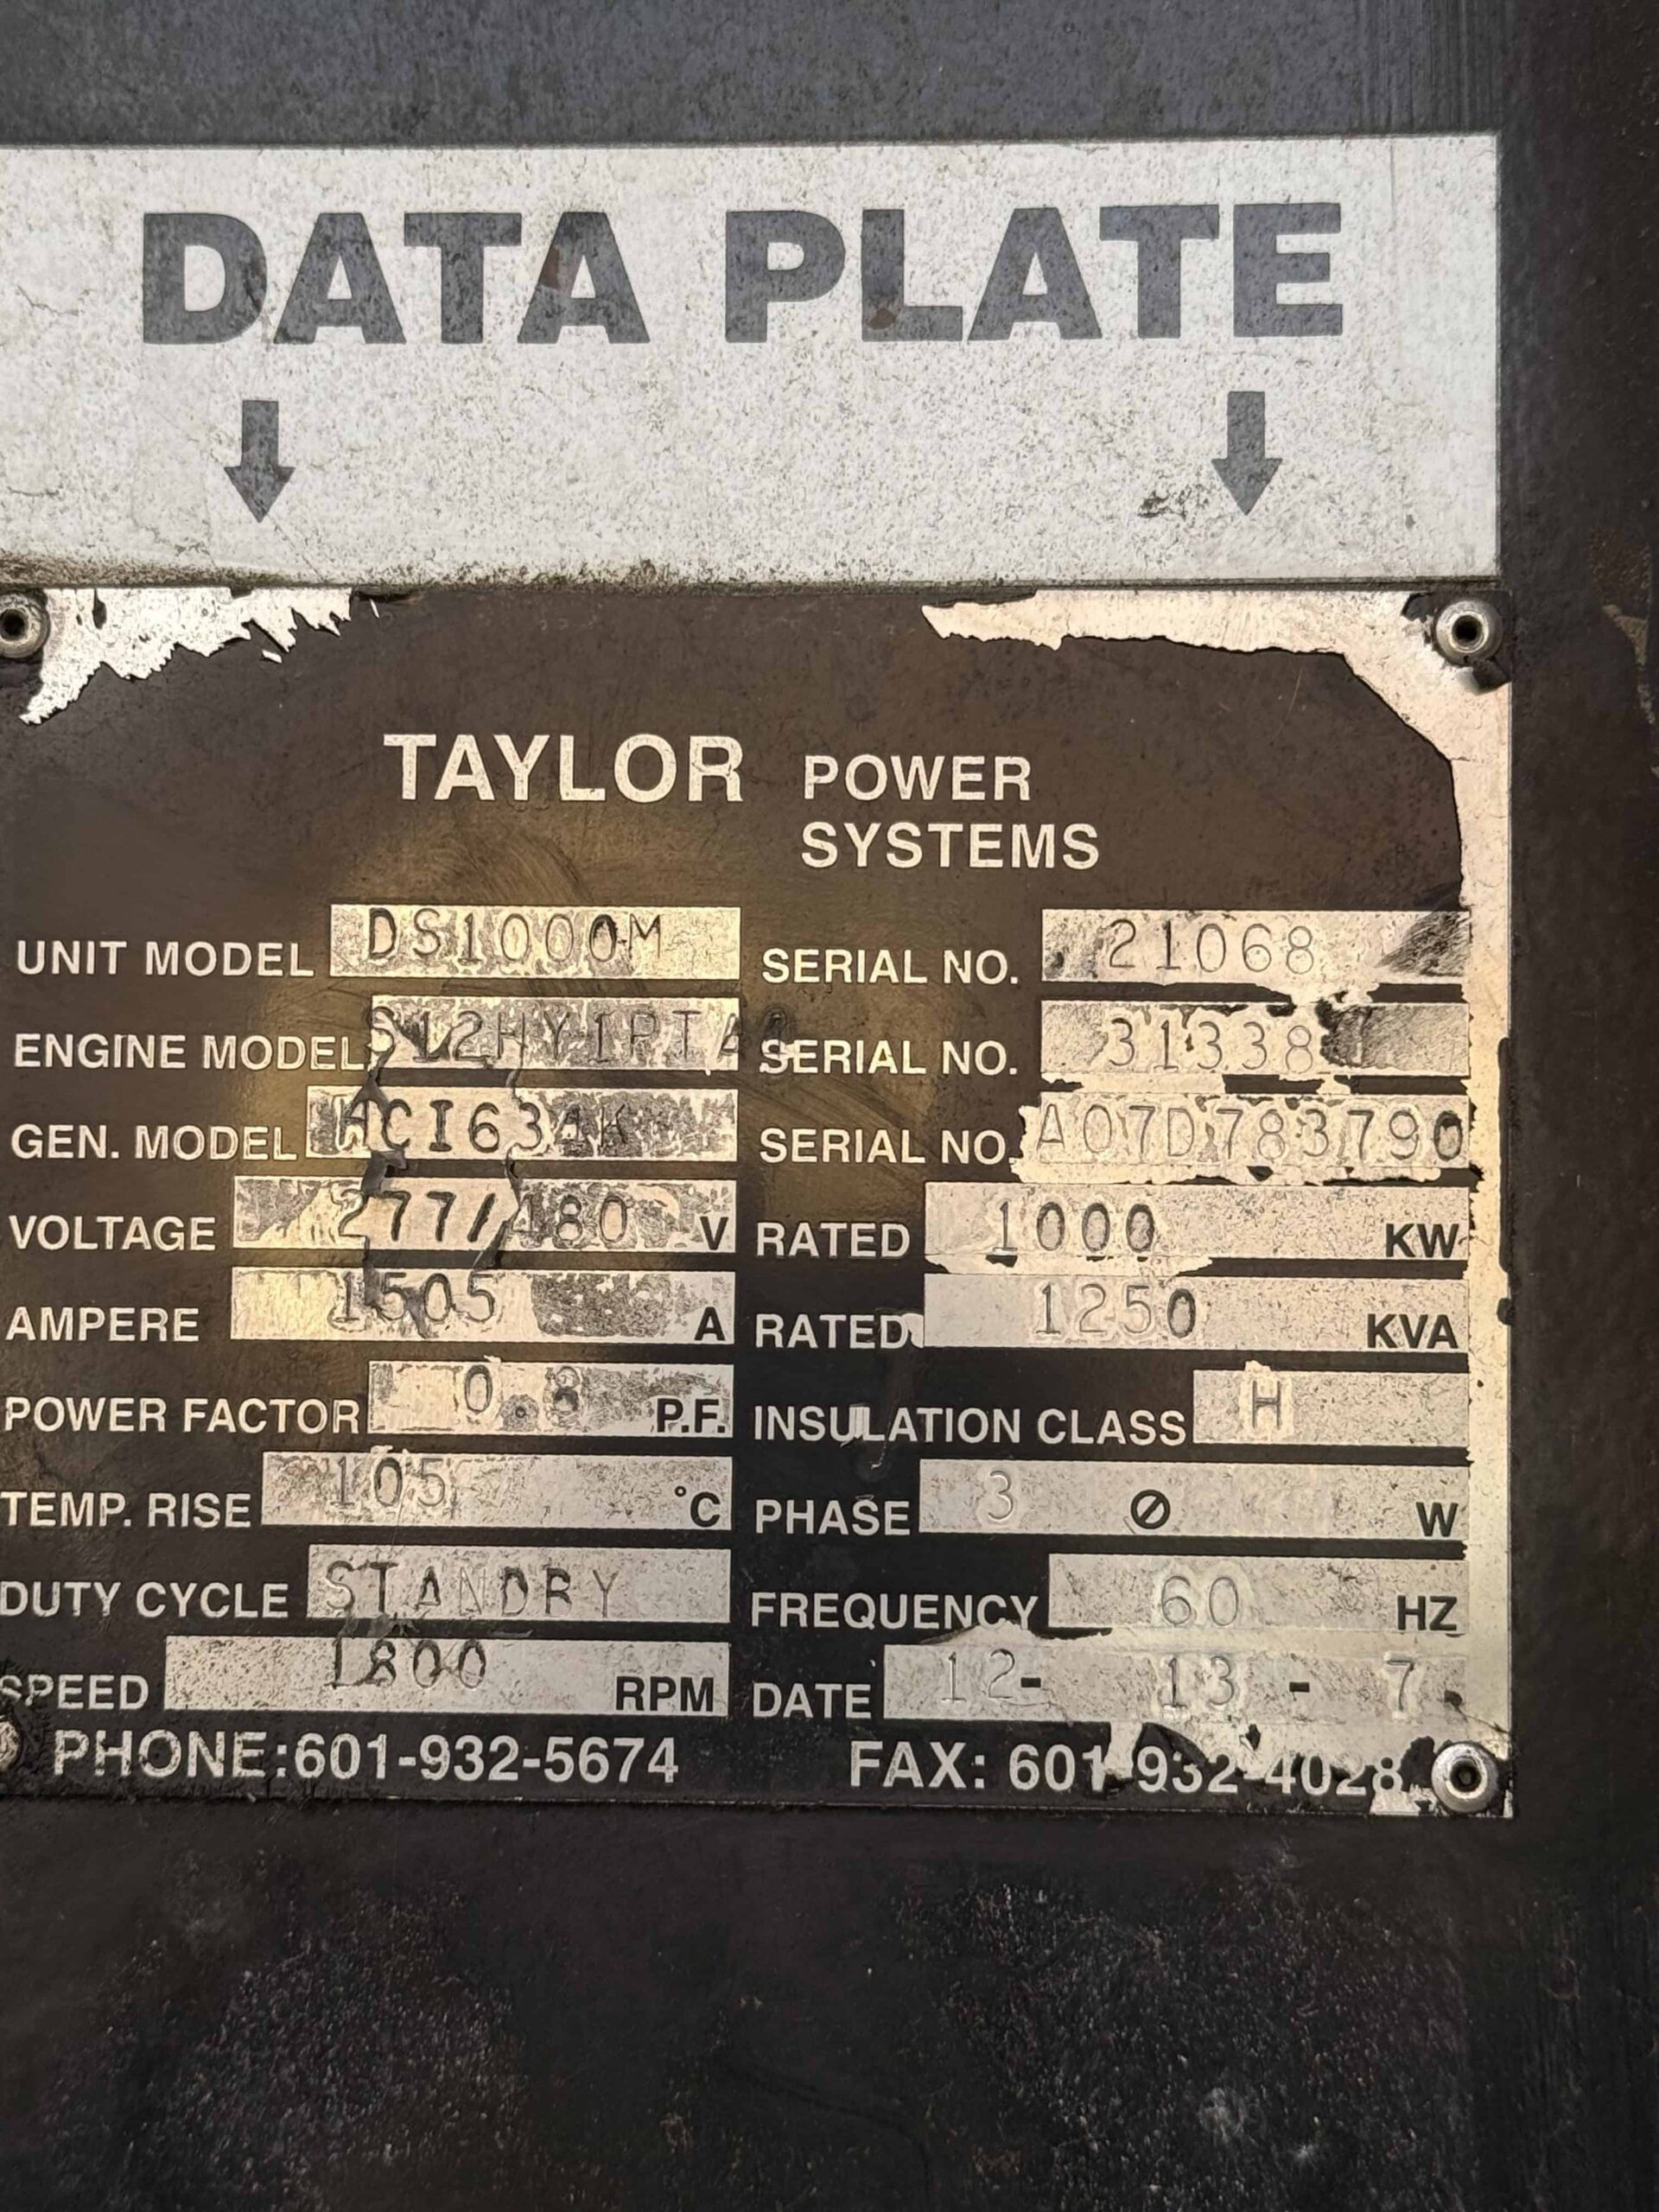 DATA PLATE
TAYLOR POWER
SYSTEMS
UNIT MODEL DS1000M SERIAL NO. 21068
ENGINE MODEL SERIAL NO.
GEN. MODEL SERIAL NO. A07D783790
VOLTAGE 277/480 V RATED 1000 KW
AMPERE 1505 A RATED 1250 KVA
POWER FACTOR 0.8 P.F. INSULATION CLASS H
TEMP. RISE 105 °C PHASE 3 Ø W
DUTY CYCLE STANDBY FREQUENCY 60 HZ
SPEED 1800 RPM DATE 12- 13 - 7
PHONE:601-932-5674 FAX: 601-932-4028